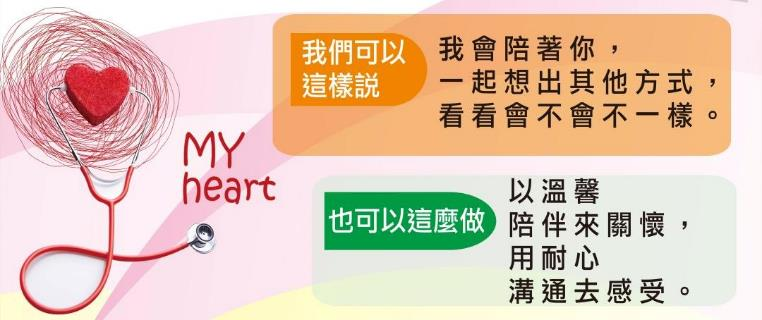 我們可以
這樣説
我會陪著你，
一起想出其他方式，
看看會不會不一樣。
MY
heart
也可以這麼做
以溫馨
陪伴來關懷，
用耐心
溝通去感受。